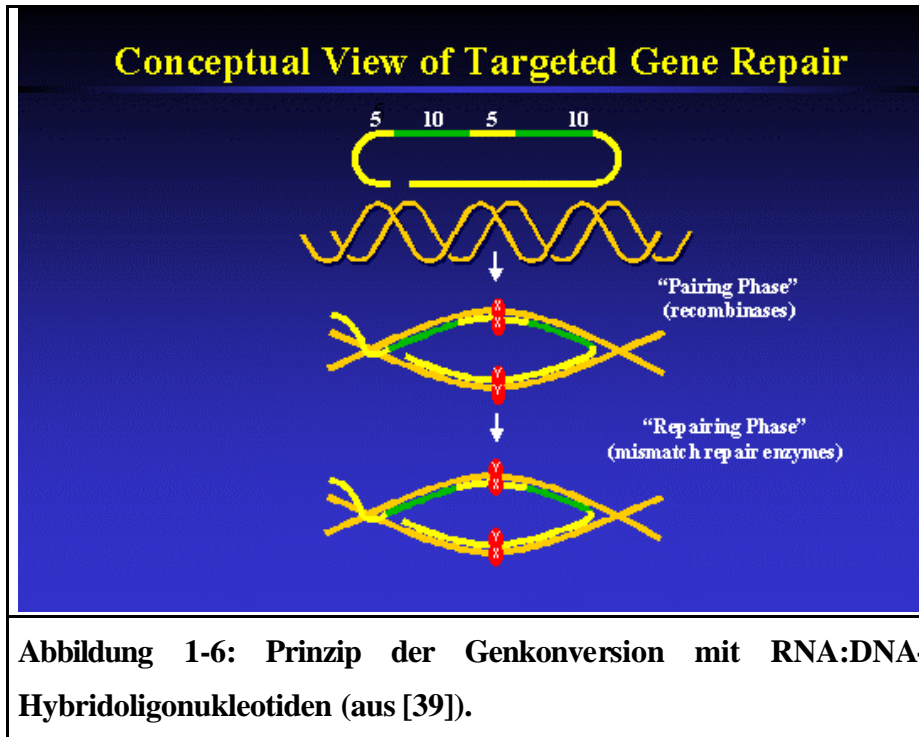 Conceptual View of Targeted Gene Repair
5 10 5 10
“Pairing Phase”
(recombinases)
X
X
Y
Y
“Repairing Phase”
(mismatch repair enzymes)
Y
X
Y
X
Abbildung 1-6: Prinzip der Genkonversion mit RNA:DNA-
Hybridoligonukleotiden (aus [39]).